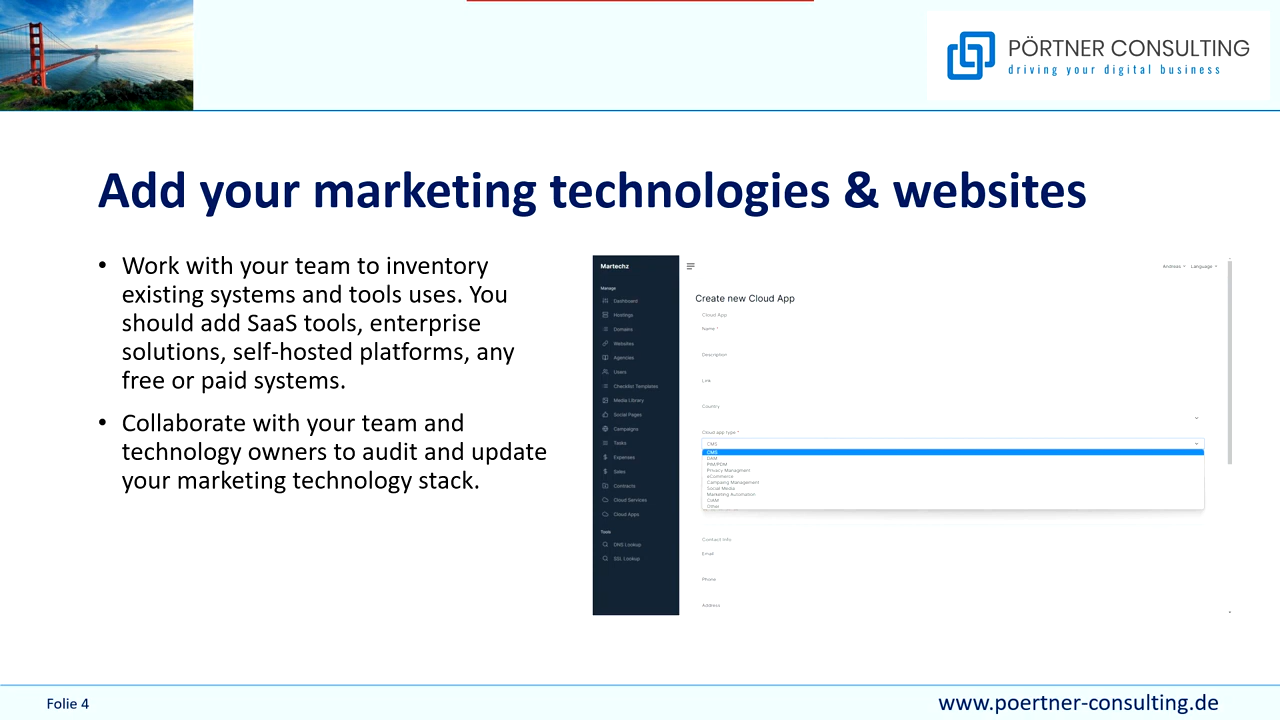 PÖRTNER CONSULTING
driving your digital business
Add your marketing technologies & websites
• Work with your team to inventory
existing systems and tools uses. You
should add SaaS tools, enterprise
solutions, self-hosted platforms, any
free or paid systems.
• Collaborate with your team and
technology owners to audit and update
your marketing technology stack.
Martechz
Manage
Dashboard
Hostings
Domains
Websites
Agencies
Users
Checklist Templates
Media Library
Social Pages
Campaigns
Tasks
Expenses
Sales
Contracts
Cloud Services
Cloud Apps
Tools
DNS Lookup
SSL Lookup
Andreas Language
Create new Cloud App
Cloud App
Name *
Description
Link
Country
Cloud app type *
CMS
CMS
DAM
PIM/PDM
Privacy Managment
eCommerce
Campaing Management
Social Media
Marketing Automation
CIAM
Other
Contact Info
Email
Phone
Address
Folie 4
www.poertner-consulting.de